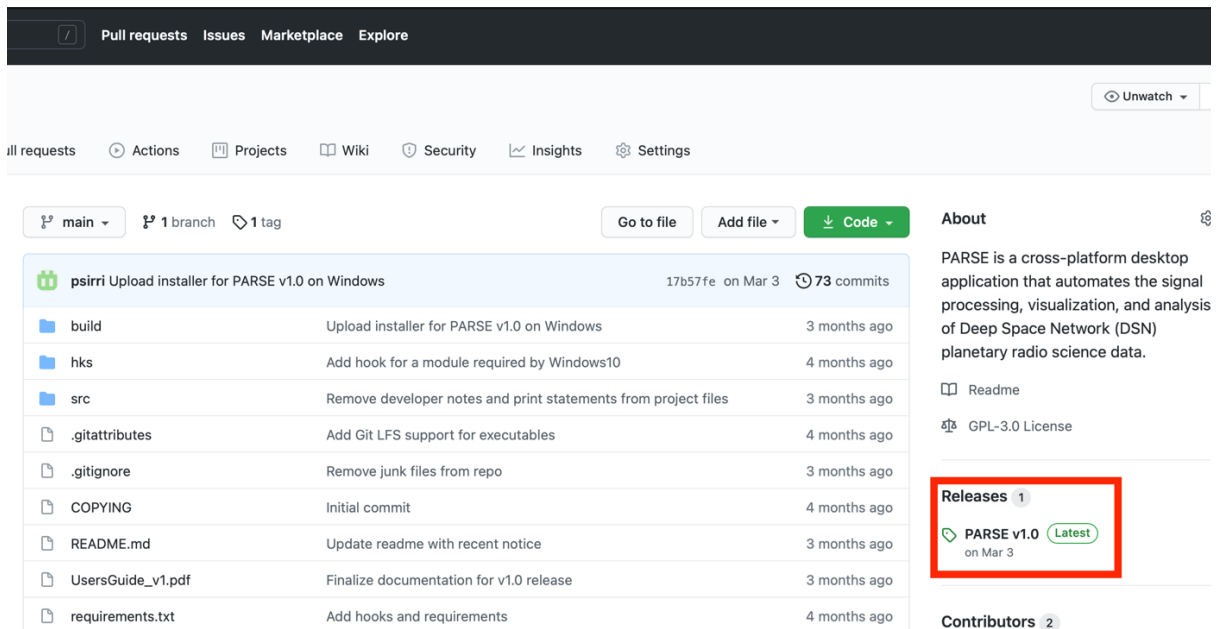 / Pull requests Issues Marketplace Explore
Unwatch
ull requests Actions Projects Wiki Security Insights Settings
main 1 branch 1 tag Go to file Add file Code
psirri Upload installer for PARSE v1.0 on Windows 17b57fe on Mar 3 73 commits
build Upload installer for PARSE v1.0 on Windows 3 months ago
hks Add hook for a module required by Windows10 4 months ago
src Remove developer notes and print statements from project files 3 months ago
.gitattributes Add Git LFS support for executables 4 months ago
.gitignore Remove junk files from repo 3 months ago
COPYING Initial commit 4 months ago
README.md Update readme with recent notice 3 months ago
UsersGuide_v1.pdf Finalize documentation for v1.0 release 3 months ago
requirements.txt Add hooks and requirements 4 months ago
About
PARSE is a cross-platform desktop
application that automates the signal
processing, visualization, and analysis
of Deep Space Network (DSN)
planetary radio science data.
Readme
GPL-3.0 License
Releases 1
PARSE v1.0 Latest
on Mar 3
Contributors 2